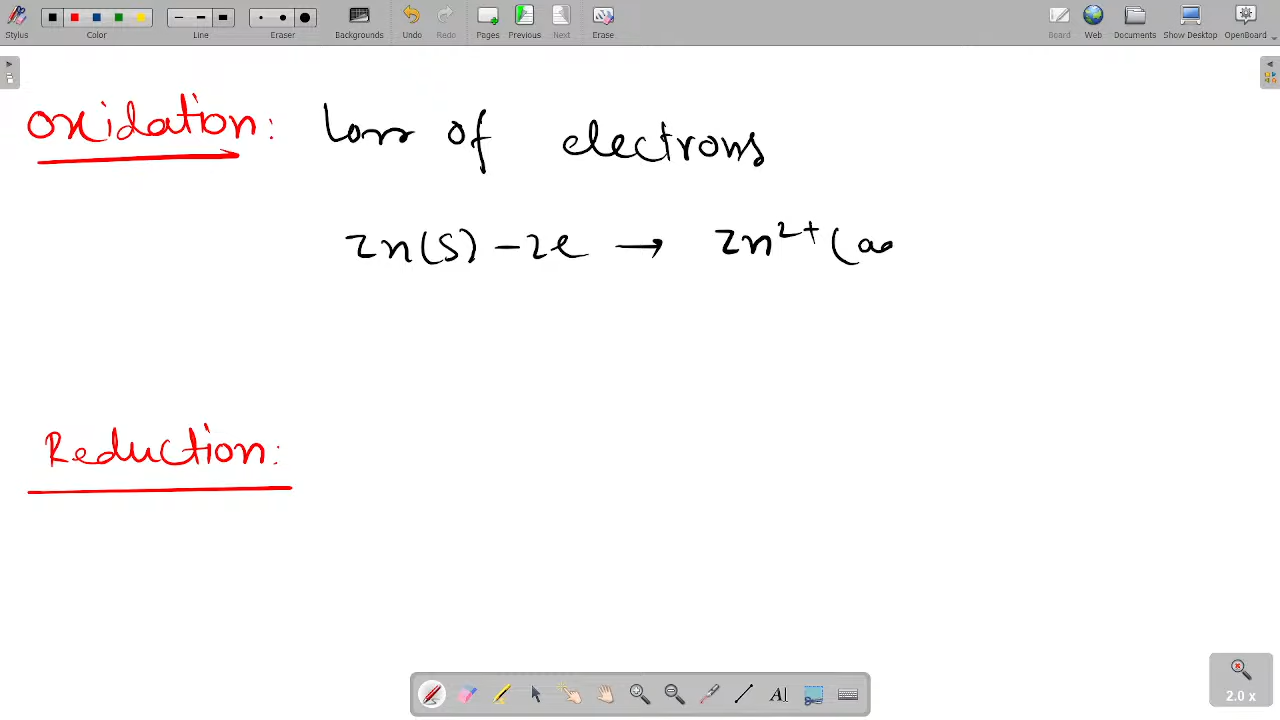 Stylus Color Line Eraser Backgrounds Undo Redo Pages Previous Next Erase Board Web Documents Show Desktop OpenBoard
Oxidation: Loss of electrons
Zn(s) - 2e → Zn²⁺ (aq
Reduction:
2.0 x